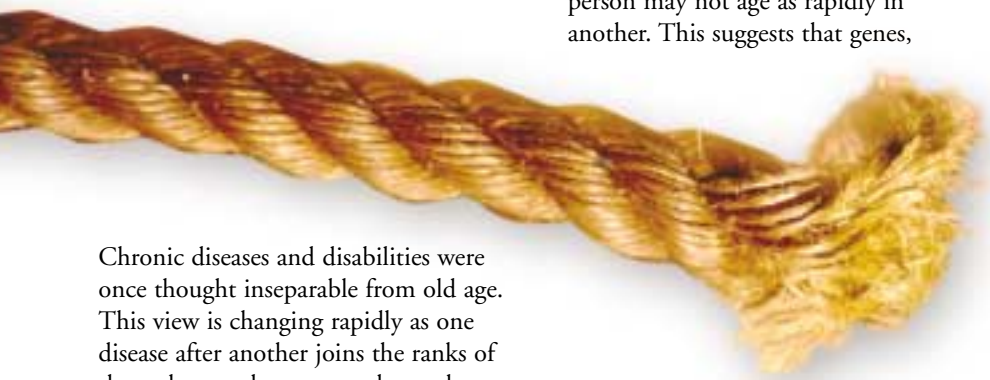 Chronic diseases and disabilities were
once thought inseparable from old age.
This view is changing rapidly as one
disease after another joins the ranks of
person may not age as rapidly in
another. This suggests that genes,